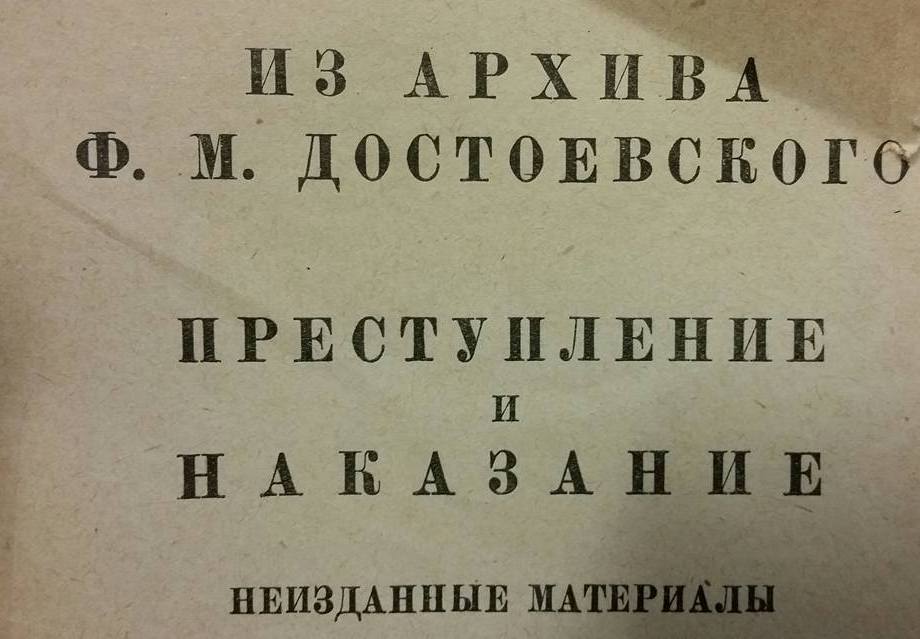 ИЗ АРХИВА
Ф. М. ДОСТОЕВСКОГО
ПРЕСТУПЛЕНИЕ
И
НАКАЗАНИЕ
НЕИЗДАННЫЕ МАТЕРИАЛЫ